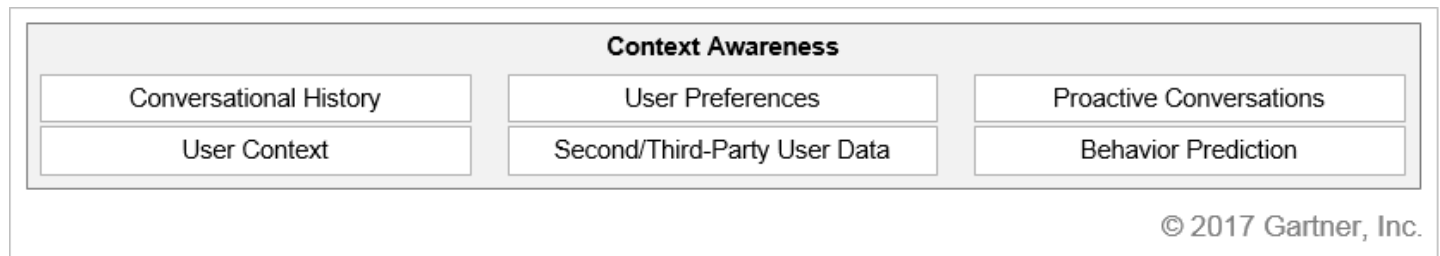 Context Awareness
Conversational History
User Preferences
Proactive Conversations
User Context
Second/Third-Party User Data
Behavior Prediction
© 2017 Gartner, Inc.